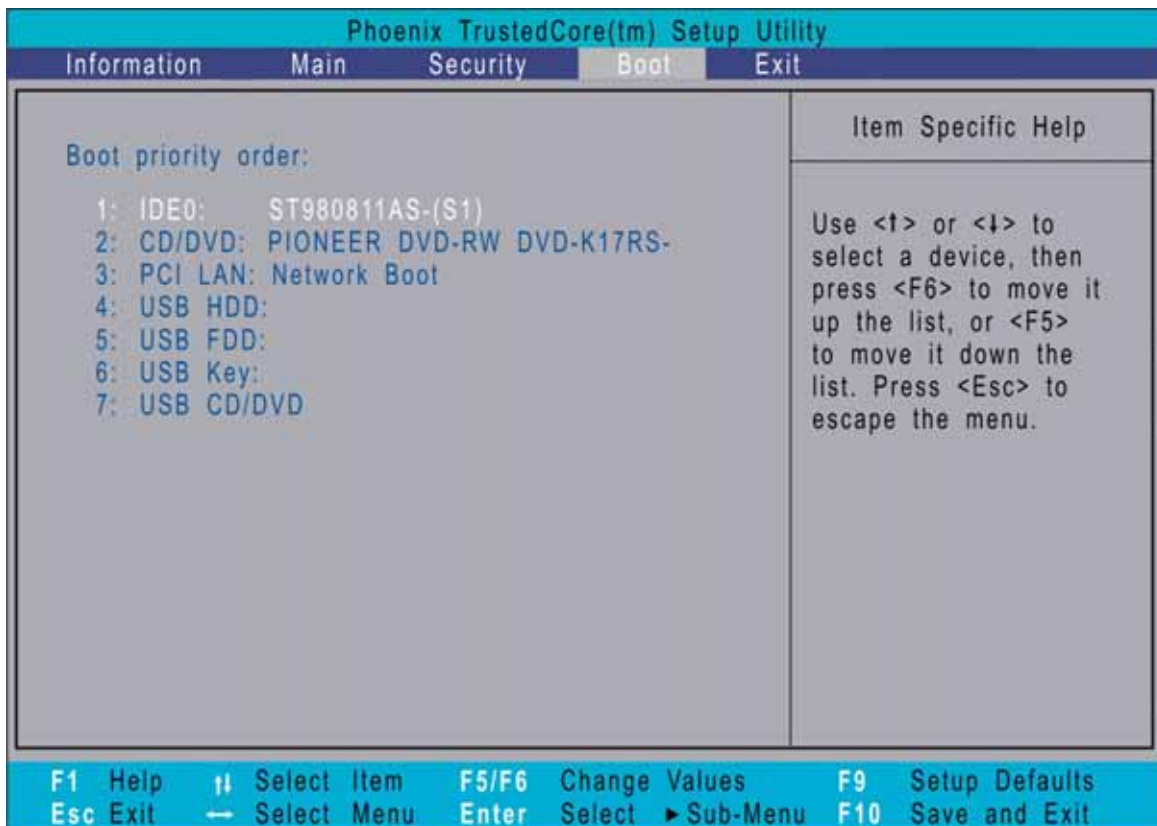 Phoenix TrustedCore(tm) Setup Utility
Information Main Security Boot Exit
Boot priority order:
1: IDE0: ST980811AS-(S1)
2: CD/DVD: PIONEER DVD-RW DVD-K17RS-
3: PCI LAN: Network Boot
4: USB HDD:
5: USB FDD:
6: USB Key:
7: USB CD/DVD
Item Specific Help
Use <↑> or <↓> to
select a device, then
press <F6> to move it
up the list, or <F5>
to move it down the
list. Press <Esc> to
escape the menu.
F1 Help ↑↓ Select Item F5/F6 Change Values F9 Setup Defaults
Esc Exit ↔ Select Menu Enter Select ►Sub-Menu F10 Save and Exit